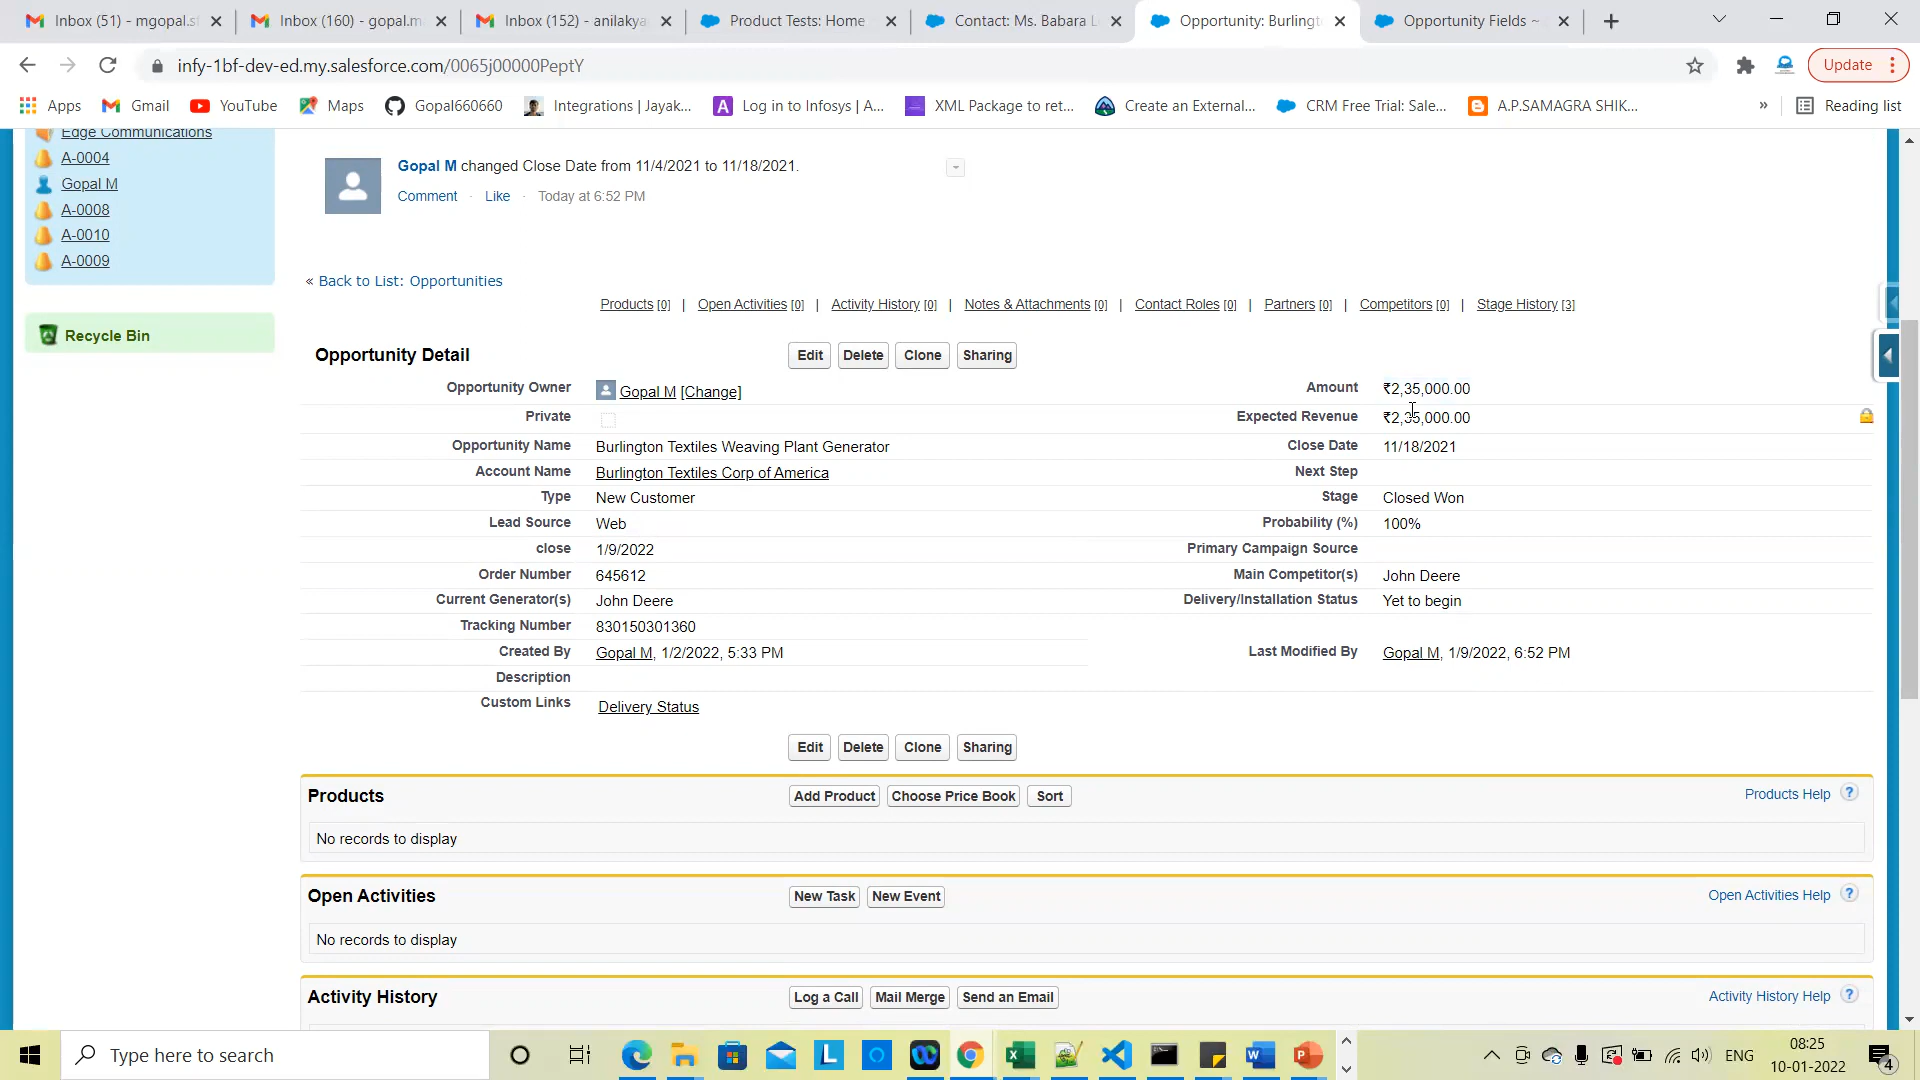 Inbox (51) - mgopal.sf
Inbox (160) - gopal.m
Inbox (152) - anilakya
Product Tests: Home
Contact: Ms. Babara L
Opportunity: Burlingt
Opportunity Fields ~
infy-1bf-dev-ed.my.salesforce.com/0065j00000PeptY
Update
Apps
Gmail
YouTube
Maps
Gopal660660
Integrations | Jayak...
Log in to Infosys | A...
XML Package to ret...
Create an External...
CRM Free Trial: Sale...
A.P.SAMAGRA SHIK...
»
Reading list
Edge Communications
A-0004
Gopal M
A-0008
A-0010
A-0009
Recycle Bin
Gopal M changed Close Date from 11/4/2021 to 11/18/2021.
Comment · Like · Today at 6:52 PM
« Back to List: Opportunities
Products [0] | Open Activities [0] | Activity History [0] | Notes & Attachments [0] | Contact Roles [0] | Partners [0] | Competitors [0] | Stage History [3]
Opportunity Detail
Edit Delete Clone Sharing
Opportunity Owner Gopal M [Change]
Amount ₹2,35,000.00
Private
Expected Revenue ₹2,35,000.00
Opportunity Name Burlington Textiles Weaving Plant Generator
Close Date 11/18/2021
Account Name Burlington Textiles Corp of America
Next Step
Type New Customer
Stage Closed Won
Lead Source Web
Probability (%) 100%
close 1/9/2022
Primary Campaign Source
Order Number 645612
Main Competitor(s) John Deere
Current Generator(s) John Deere
Delivery/Installation Status Yet to begin
Tracking Number 830150301360
Created By Gopal M, 1/2/2022, 5:33 PM
Last Modified By Gopal M, 1/9/2022, 6:52 PM
Description
Custom Links Delivery Status
Edit Delete Clone Sharing
Products
Add Product Choose Price Book Sort
Products Help ?
No records to display
Open Activities
New Task New Event
Open Activities Help ?
No records to display
Activity History
Log a Call Mail Merge Send an Email
Activity History Help ?
Type here to search
ENG
08:25
10-01-2022
4